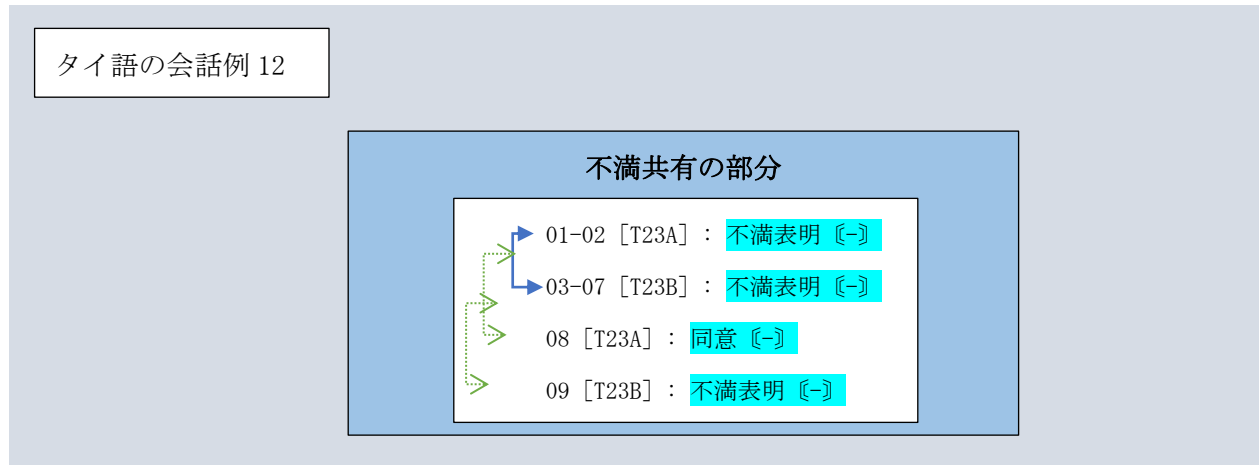 タイ語の会話例 12
不満共有の部分
01-02［T23A］： 不満表明〔-〕
03-07［T23B］： 不満表明〔-〕
08［T23A］： 同意〔-〕
09［T23B］： 不満表明〔-〕